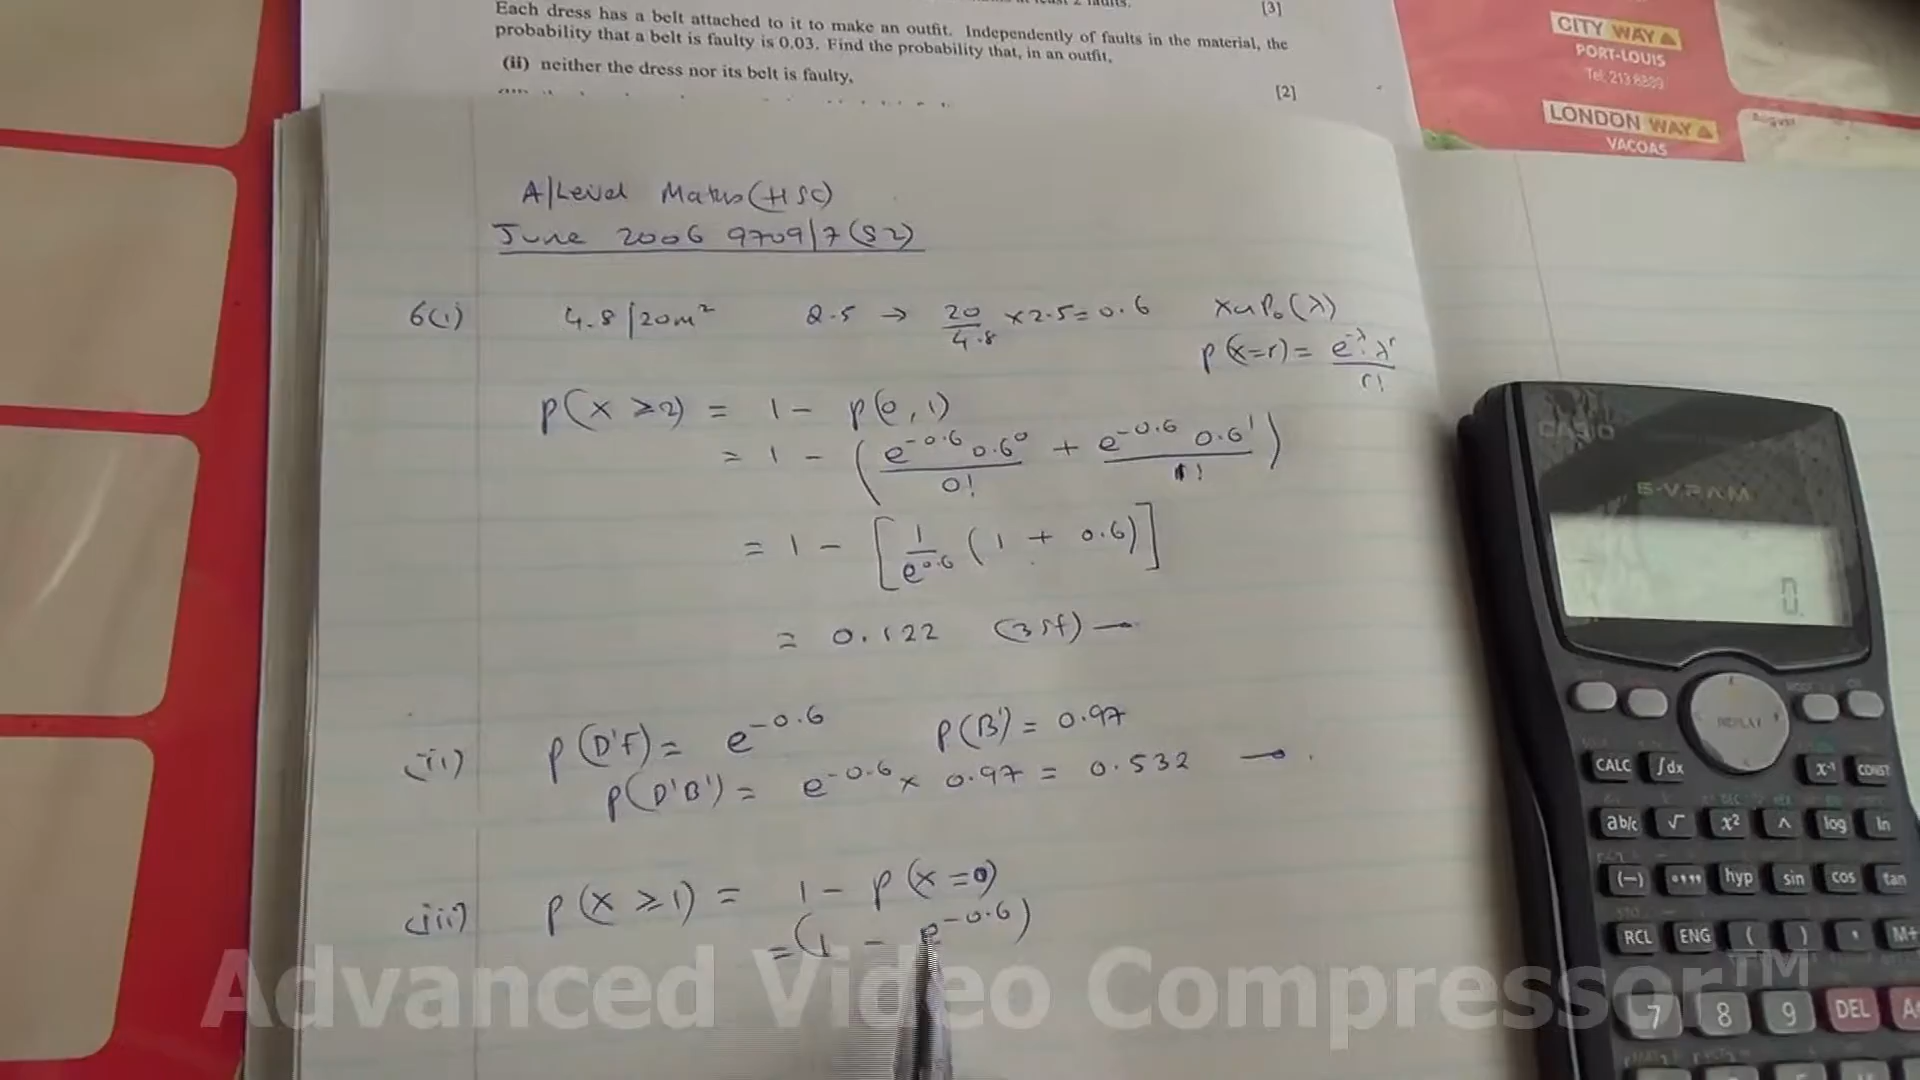 [3]
Each dress has a belt attached to it to make an outfit. Independently of faults in the material, the
probability that a belt is faulty is 0.03. Find the probability that, in an outfit,
(ii) neither the dress nor its belt is faulty,
[2]
CITY WAY
PORT-LOUIS
Tel: 213 8889
LONDON WAY
VACOAS
August
A/Level Maths (HSC)
June 2006 9709/7 (S2)
6(i) 4.8/20m² 2.5 → 20/4.8 × 2.5 = 0.6 X~Po(λ)
P(X=r) = e^-λ . λ^r / r!
P(X ≥ 2) = 1 - P(0, 1)
= 1 - (e^-0.6 0.6^0 / 0! + e^-0.6 0.6^1 / 1!)
= 1 - [1/e^0.6 (1 + 0.6)]
= 0.122 (3sf)
(ii) P(D'F) = e^-0.6 P(B') = 0.97
P(D'B') = e^-0.6 × 0.97 = 0.532
(iii) P(X ≥ 1) = 1 - P(X=0)
= (1 - e^-0.6)
CASIO
S-V.P.A.M.
0.
REPLAY
CALC ∫dx x⁻¹ CONST
ab/c √ x² ^ log ln
(-) °'" hyp sin cos tan
RCL ENG ( ) , M+
7 8 9 DEL
Advanced Video Compressor™